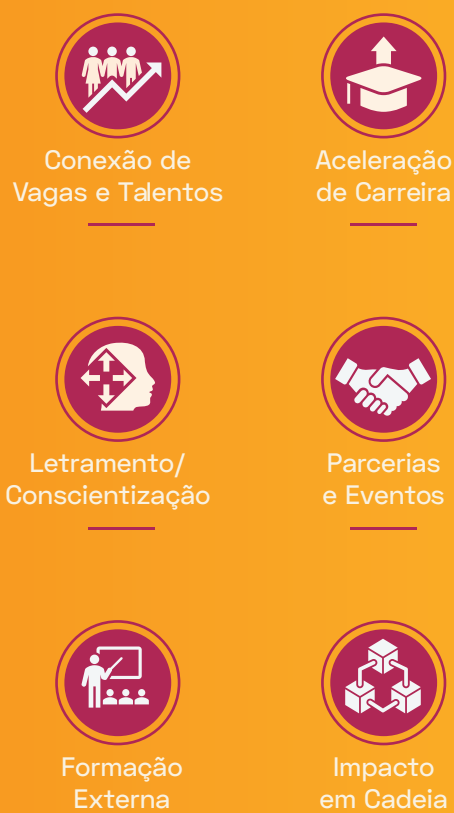 Conexão de
Vagas e Talentos
Aceleração
de Carreira
Letramento/
Conscientização
Parcerias
e Eventos
Formação
Externa
Impacto
em Cadeia